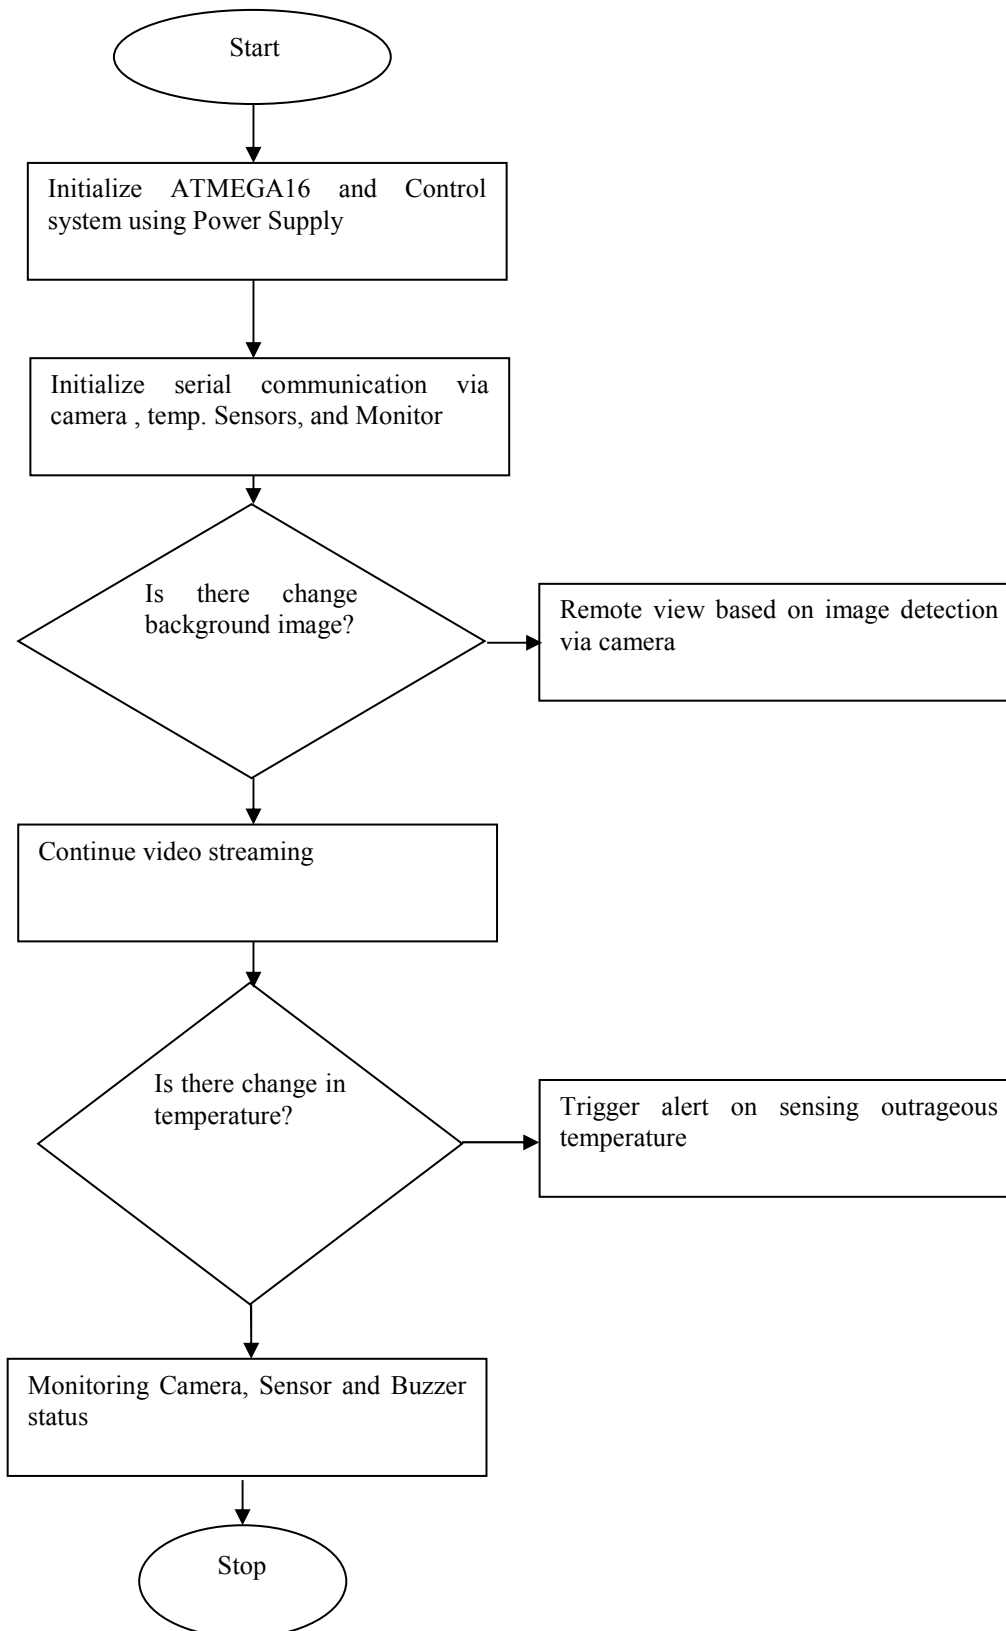 Start
Initialize ATMEGA16 and Control
system using Power Supply
Initialize serial communication via
camera , temp. Sensors, and Monitor
Is there change
background image?
Remote view based on image detection
via camera
Continue video streaming
Is there change in
temperature?
Trigger alert on sensing outrageous
temperature
Monitoring Camera, Sensor and Buzzer
status
Stop